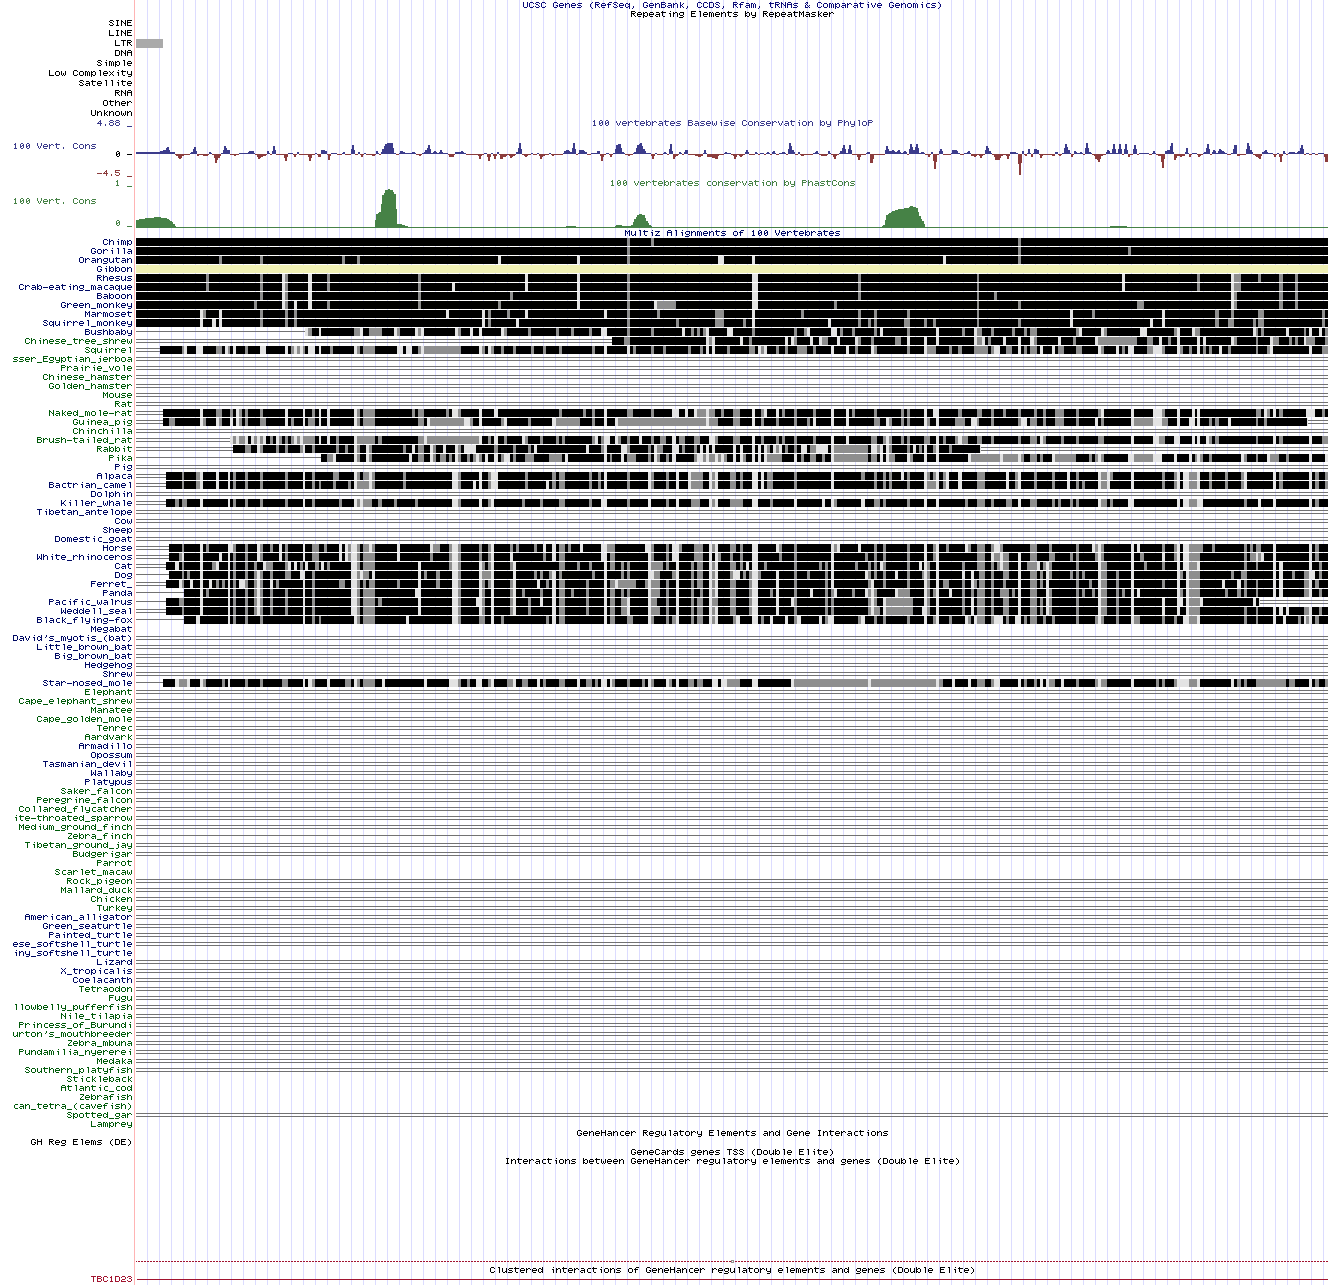 UCSC Genes (RefSeq, GenBank, CCDS, Rfam, tRNAs & Comparative Genomics)
Repeating Elements by RepeatMasker
SINE
LINE
LTR
DNA
Simple
Low Complexity
Satellite
RNA
Other
Unknown
100 vertebrates Basewise Conservation by PhyloP
4.88 _
100 Vert. Cons
0 _
-4.5 _
100 vertebrates conservation by PhastCons
1 _
100 Vert. Cons
0 _
Multiz Alignments of 100 Vertebrates
Chimp
Gorilla
Orangutan
Gibbon
Rhesus
Crab-eating_macaque
Baboon
Green_monkey
Marmoset
Squirrel_monkey
Bushbaby
Chinese_tree_shrew
Squirrel
sser_Egyptian_jerboa
Prairie_vole
Chinese_hamster
Golden_hamster
Mouse
Rat
Naked_mole-rat
Guinea_pig
Chinchilla
Brush-tailed_rat
Rabbit
Pika
Pig
Alpaca
Bactrian_camel
Dolphin
Killer_whale
Tibetan_antelope
Cow
Sheep
Domestic_goat
Horse
White_rhinoceros
Cat
Dog
Ferret_
Panda
Pacific_walrus
Weddell_seal
Black_flying-fox
Megabat
David's_myotis_(bat)
Little_brown_bat
Big_brown_bat
Hedgehog
Shrew
Star-nosed_mole
Elephant
Cape_elephant_shrew
Manatee
Cape_golden_mole
Tenrec
Aardvark
Armadillo
Opossum
Tasmanian_devil
Wallaby
Platypus
Saker_falcon
Peregrine_falcon
Collared_flycatcher
ite-throated_sparrow
Medium_ground_finch
Zebra_finch
Tibetan_ground_jay
Budgerigar
Parrot
Scarlet_macaw
Rock_pigeon
Mallard_duck
Chicken
Turkey
American_alligator
Green_seaturtle
Painted_turtle
ese_softshell_turtle
iny_softshell_turtle
Lizard
X_tropicalis
Coelacanth
Tetraodon
Fugu
llowbelly_pufferfish
Nile_tilapia
Princess_of_Burundi
urton's_mouthbreeder
Zebra_mbuna
Pundamilia_nyererei
Medaka
Southern_platyfish
Stickleback
Atlantic_cod
Zebrafish
can_tetra_(cavefish)
Spotted_gar
Lamprey
GeneHancer Regulatory Elements and Gene Interactions
GH Reg Elems (DE)
GeneCards genes TSS (Double Elite)
Interactions between GeneHancer regulatory elements and genes (Double Elite)
Clustered interactions of GeneHancer regulatory elements and genes (Double Elite)
TBC1D23